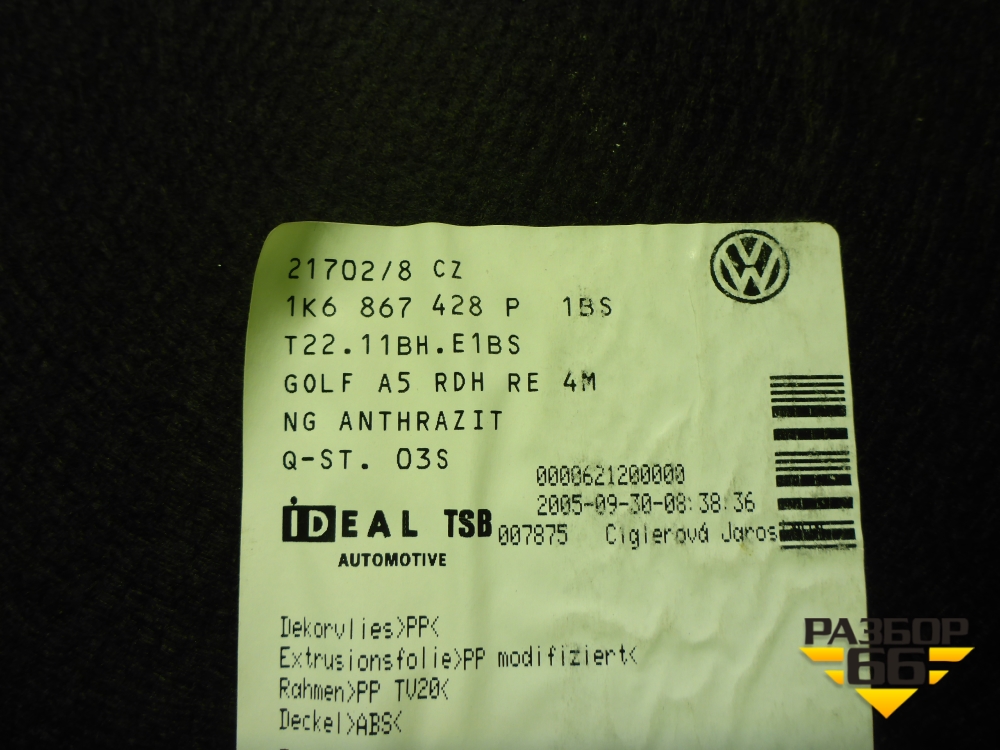 21702/8 CZ
1K6 867 428 P 1BS
T22.11BH.E1BS
GOLF A5 RDH RE 4M
NG ANTHRAZIT
Q-ST. 03S
0000621200000
2005-09-30-08:38:36
iDEAL TSB 007875 Ciglerová Jaros
AUTOMOTIVE
Dekorvlies>PP<
Extrusionsfolie>PP modifiziert<
Rahmen>PP TV20<
Deckel>ABS<
РАЗБОР
66